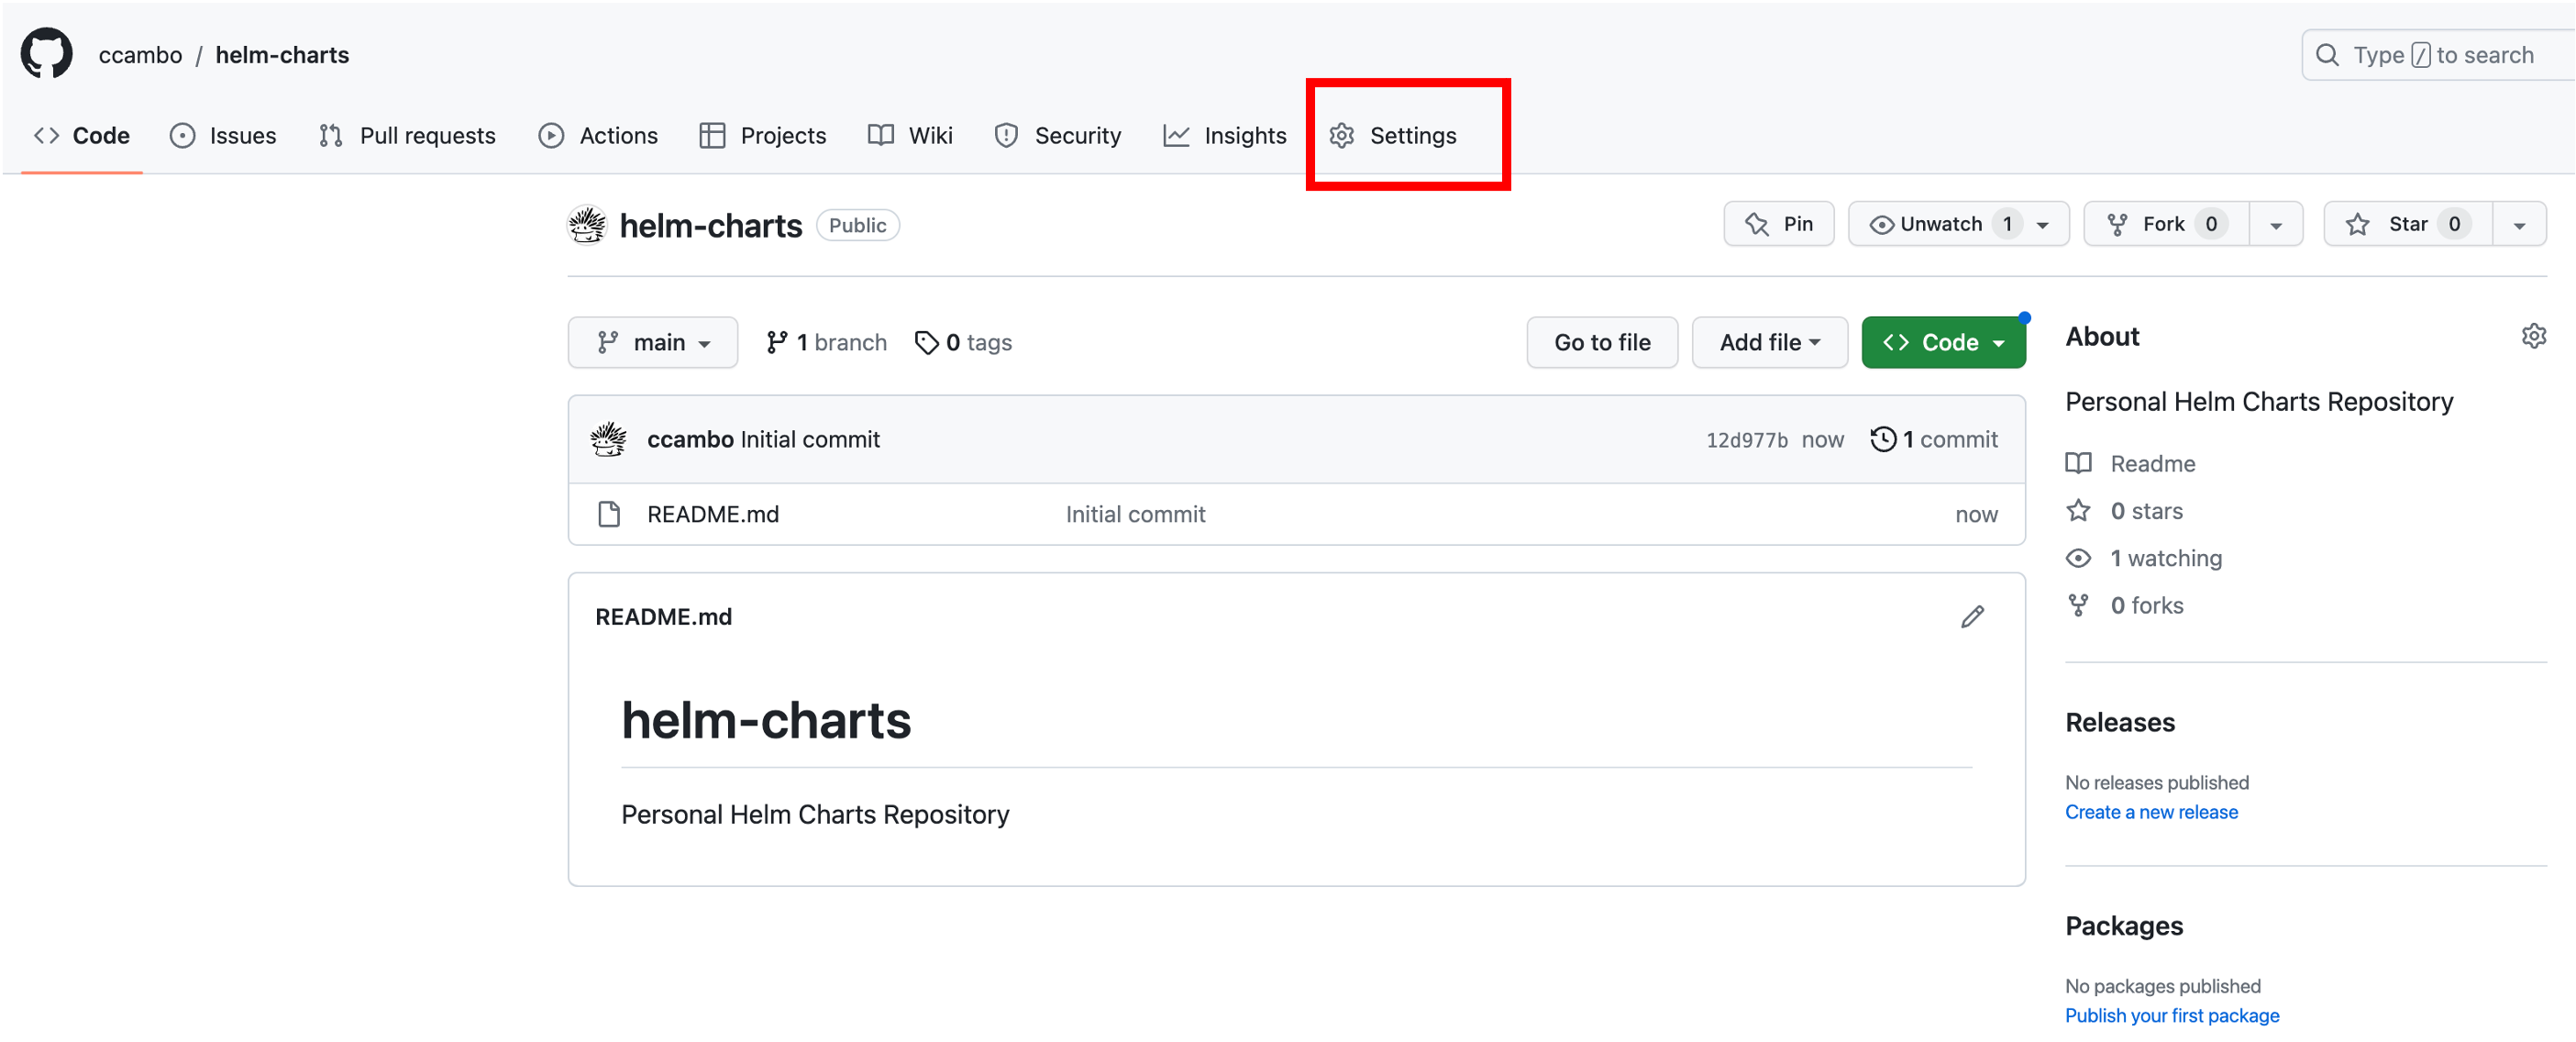 ccambo / helm-charts
Type / to search
Code Issues Pull requests Actions Projects Wiki Security Insights Settings
helm-charts Public
Pin Unwatch 1 Fork 0 Star 0
main 1 branch 0 tags Go to file Add file Code
ccambo Initial commit 12d977b now 1 commit
README.md Initial commit now
README.md
helm-charts
Personal Helm Charts Repository
About
Personal Helm Charts Repository
Readme
0 stars
1 watching
0 forks
Releases
No releases published
Create a new release
Packages
No packages published
Publish your first package